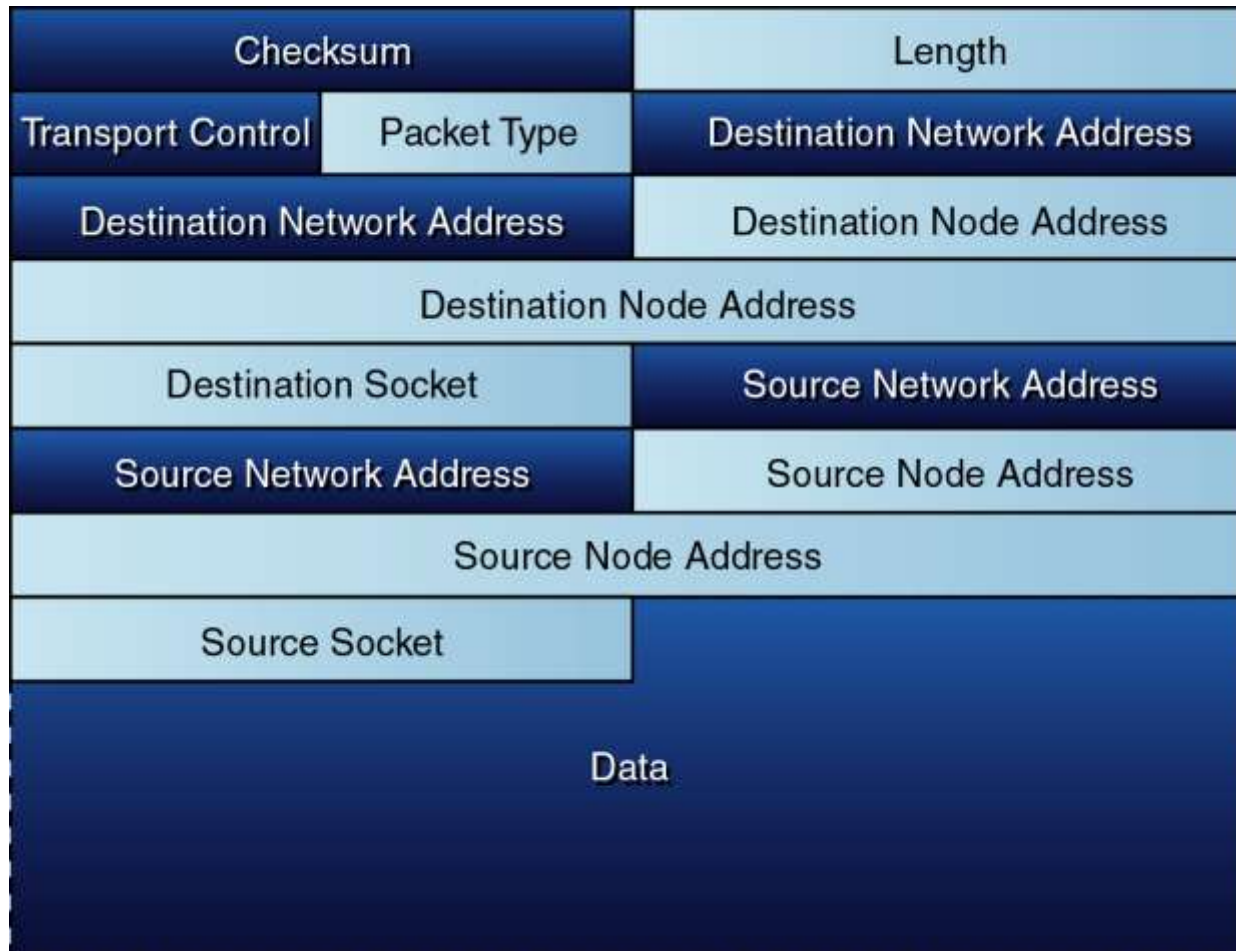 Checksum
Length
Transport Control
Packet Type
Destination Network Address
Destination Network Address
Destination Node Address
Destination Node Address
Destination Socket
Source Network Address
Source Network Address
Source Node Address
Source Node Address
Source Socket
Data